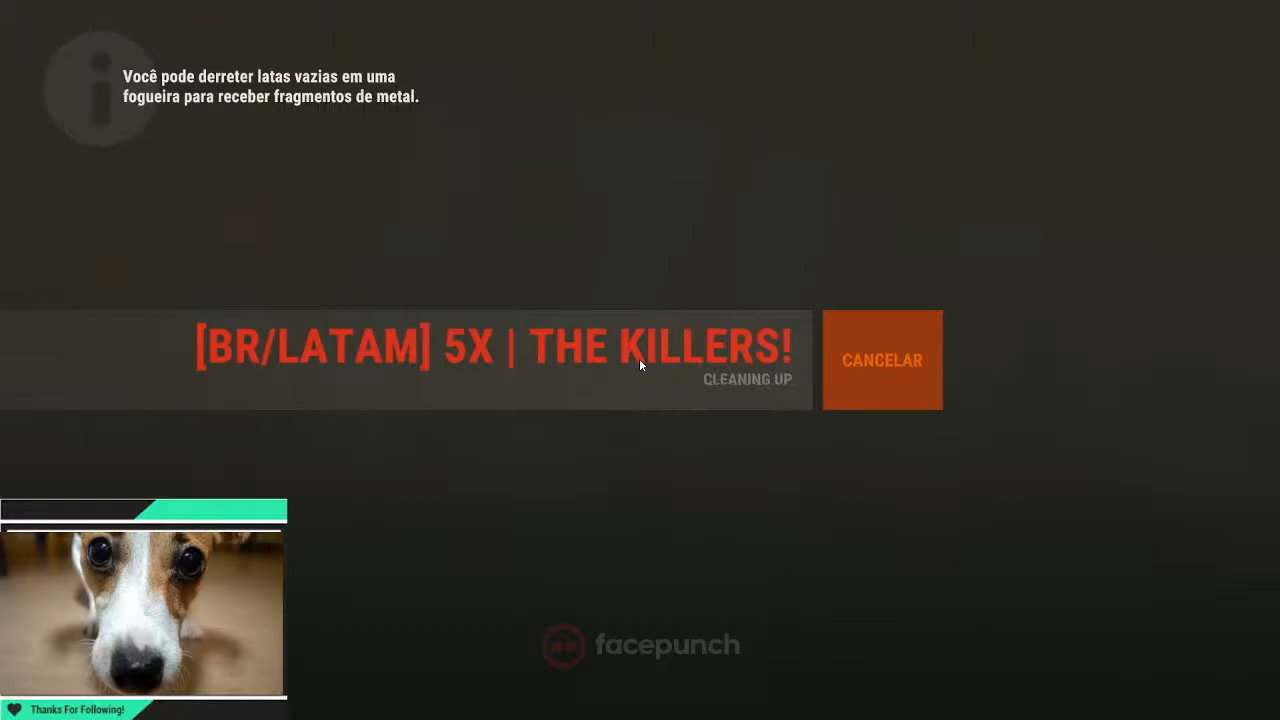 Você pode derreter latas vazias em uma
fogueira para receber fragmentos de metal.
[BR/LATAM] 5X | THE KILLERS!
CLEANING UP
CANCELAR
facepunch
Thanks For Following!